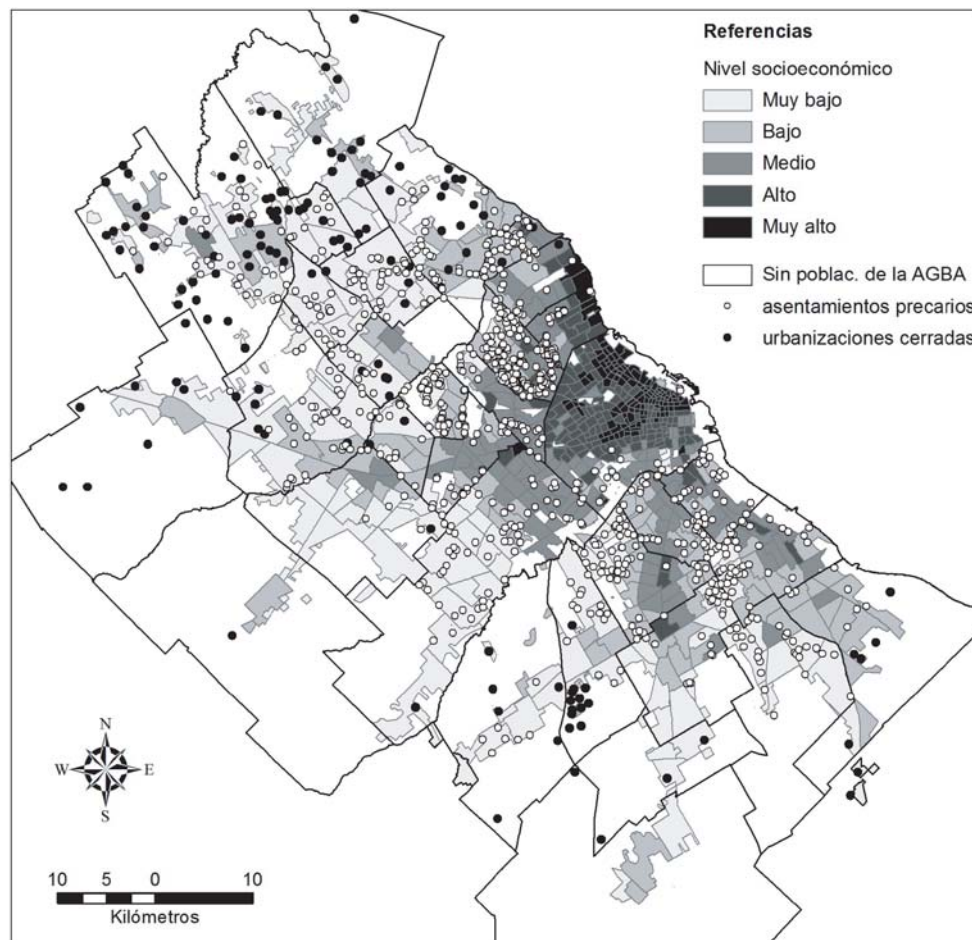 Referencias
Nivel socioeconómico
Muy bajo
Bajo
Medio
Alto
Muy alto
Sin poblac. de la AGBA
asentamientos precarios
urbanizaciones cerradas
N
W E
S
10 5 0 10
Kilómetros